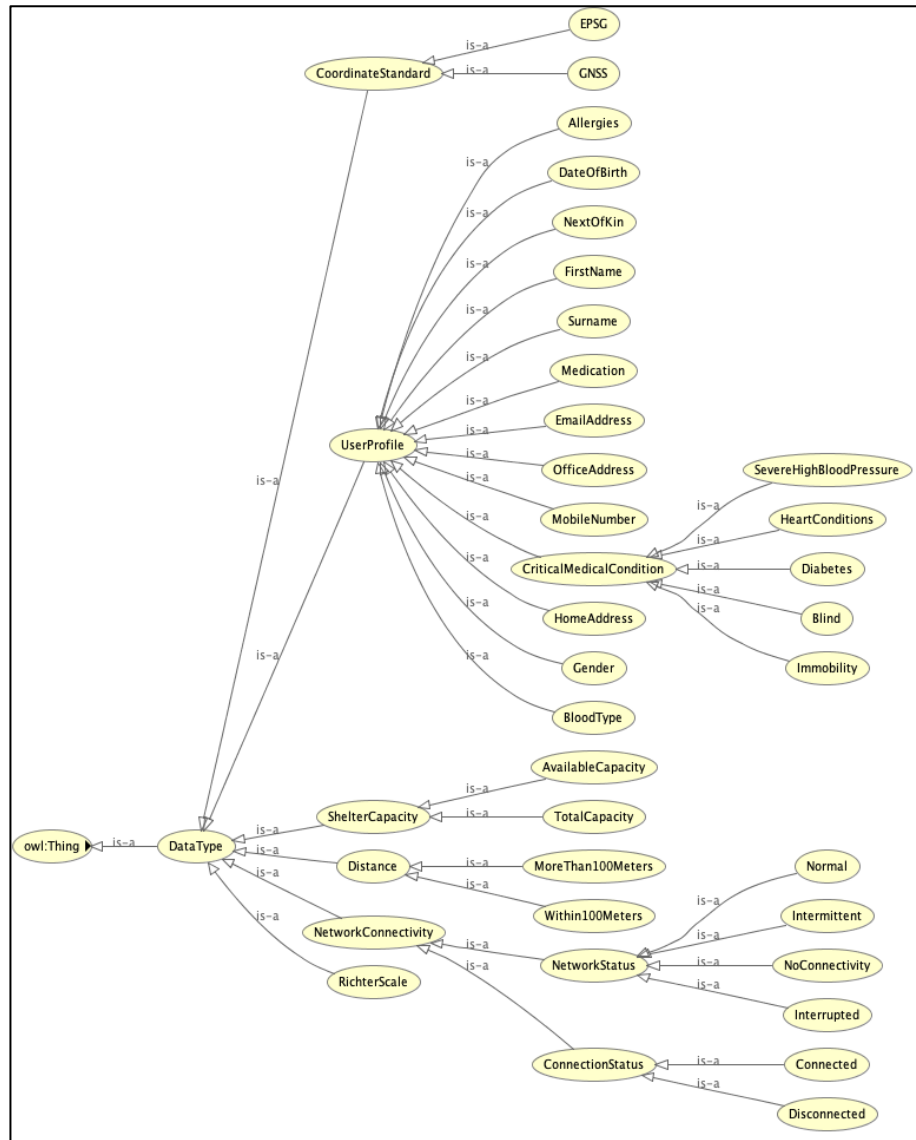 EPSG
is-a
CoordinateStandard
is-a
GNSS
Allergies
is-a
DateOfBirth
is-a
NextOfKin
is-a
FirstName
is-a
Surname
is-a
Medication
is-a
EmailAddress
UserProfile
is-a
is-a
OfficeAddress
SevereHighBloodPressure
is-a
is-a
MobileNumber
is-a
HeartConditions
is-a
is-a
CriticalMedicalCondition
is-a
Diabetes
is-a
is-a
HomeAddress
is-a
Blind
is-a
is-a
is-a
Gender
is-a
Immobility
BloodType
AvailableCapacity
is-a
ShelterCapacity
is-a
TotalCapacity
is-a
owl:Thing
is-a
DataType
is-a
Distance
is-a
MoreThan100Meters
Normal
is-a
is-a
is-a
Within100Meters
is-a
Intermittent
is-a
NetworkConnectivity
is-a
is-a
NetworkStatus
is-a
NoConnectivity
RichterScale
is-a
is-a
Interrupted
ConnectionStatus
is-a
Connected
is-a
Disconnected